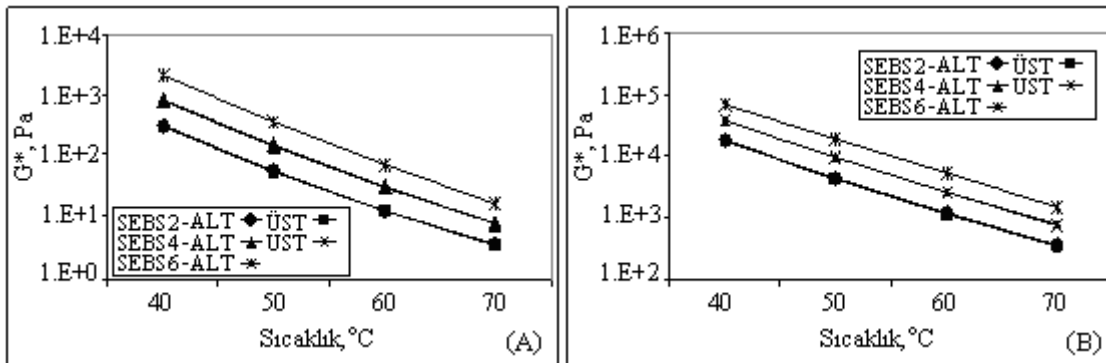 1.E+4
1.E+3
1.E+2
1.E+1
1.E+0
G*, Pa
SEBS2-ALT ÜST
SEBS4-ALT ÜST
SEBS6-ALT
40 50 60 70
Sıcaklık, °C
(A)
1.E+6
1.E+5
1.E+4
1.E+3
1.E+2
G*, Pa
SEBS2-ALT ÜST
SEBS4-ALT ÜST
SEBS6-ALT
40 50 60 70
Sıcaklık, °C
(B)